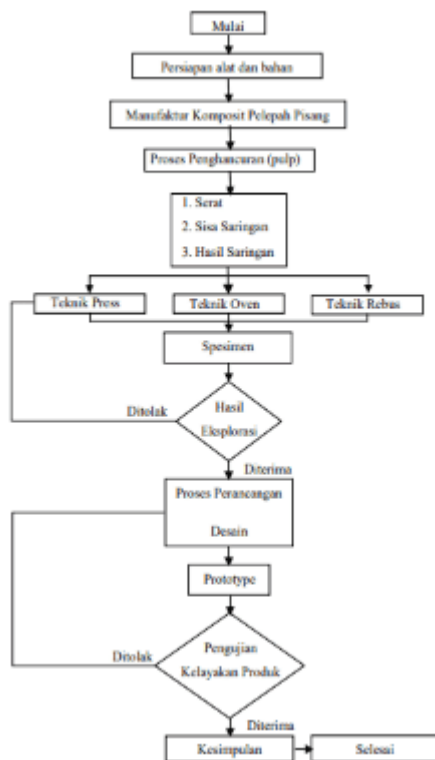 Mulai
Persiapan alat dan bahan
Manufaktur Komposit Pelepah Pisang
Proses Penghancuran (pulp)
1. Serat
2. Sisa Saringan
3. Hasil Saringan
Teknik Press
Teknik Oven
Teknik Rebus
Spesimen
Ditolak
Hasil
Eksplorasi
Diterima
Proses Perancangan
Desain
Prototype
Ditolak
Pengujian
Kelayakan Produk
Diterima
Kesimpulan
Selesai